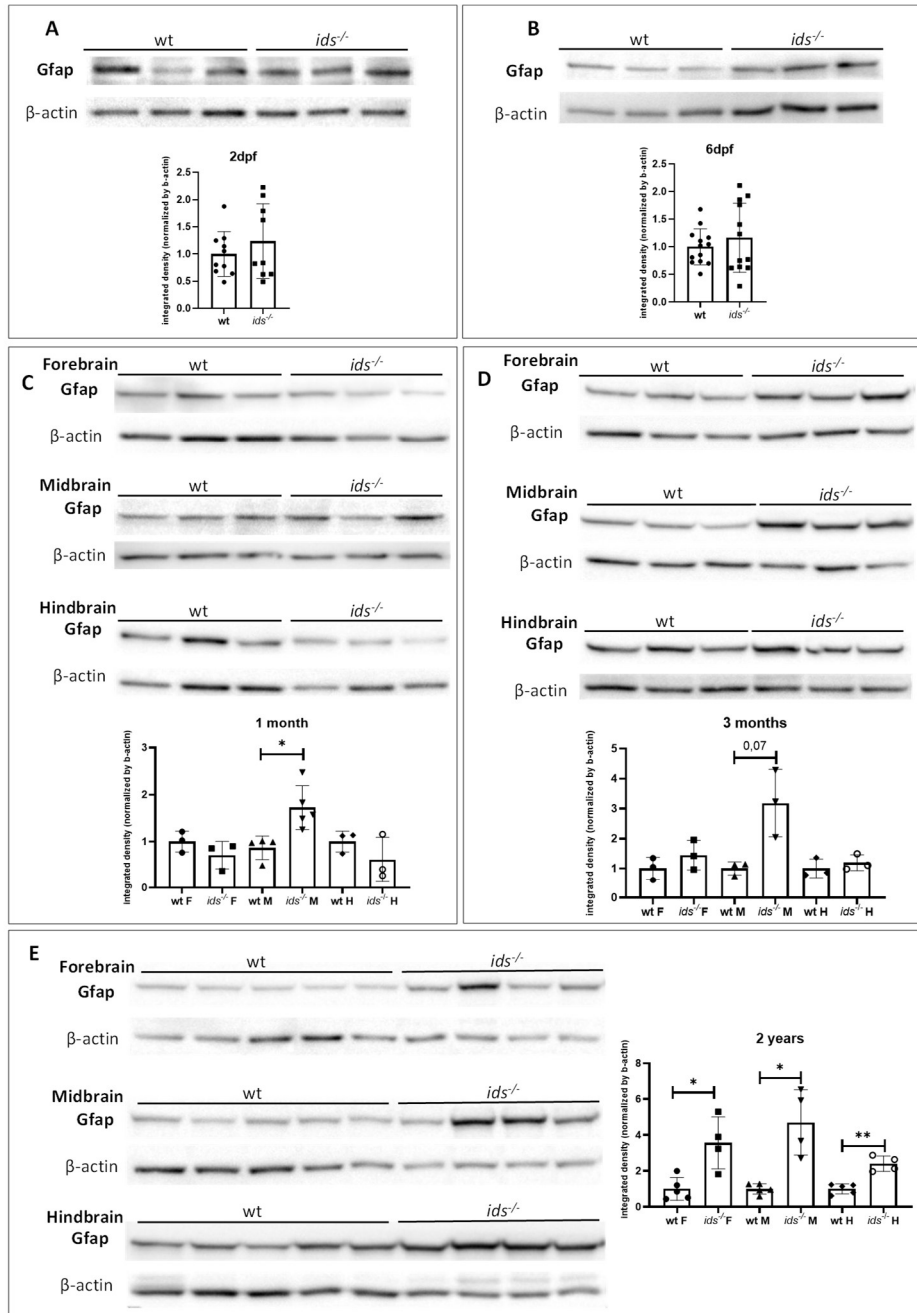 A
wt ids-/-
Gfap
β-actin
2dpf
integrated density (normalized by b-actin)
2.5
2.0
1.5
1.0
0.5
0.0
wt ids-/-
B
wt ids-/-
Gfap
β-actin
6dpf
integrated density (normalized by b-actin)
2.5
2.0
1.5
1.0
0.5
0.0
wt ids-/-
C
Forebrain wt ids-/-
Gfap
β-actin
Midbrain wt ids-/-
Gfap
β-actin
Hindbrain wt ids-/-
Gfap
β-actin
1 month
integrated density (normalized by b-actin)
*
3
2
1
0
wt F ids-/- F wt M ids-/- M wt H ids-/- H
D
Forebrain wt ids-/-
Gfap
β-actin
Midbrain wt ids-/-
Gfap
β-actin
Hindbrain wt ids-/-
Gfap
β-actin
3 months
integrated density (normalized by b-actin)
0,07
5
4
3
2
1
0
wt F ids-/- F wt M ids-/- M wt H ids-/- H
E
Forebrain wt ids-/-
Gfap
β-actin
Midbrain wt ids-/-
Gfap
β-actin
Hindbrain wt ids-/-
Gfap
β-actin
2 years
integrated density (normalized by b-actin)
* * **
8
6
4
2
0
wt F ids-/- F wt M ids-/- M wt H ids-/- H